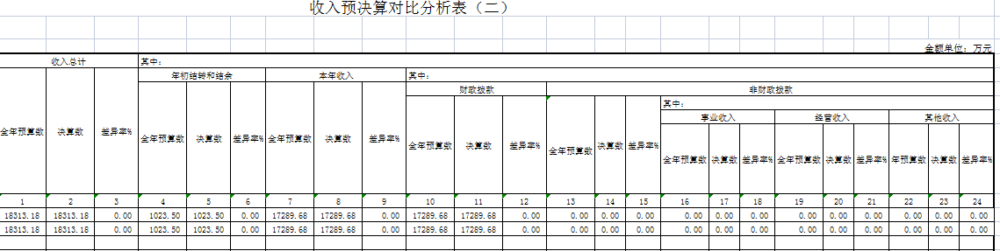 收入预决算对比分析表（二）
金额单位：万元
收入总计 其中：
年初结转和结余 本年收入 其中：
财政拨款 非财政拨款
其中：
事业收入 经营收入 其他收入
全年预算数 决算数 差异率% 全年预算数 决算数 差异率% 全年预算数 决算数 差异率% 全年预算数 决算数 差异率% 全年预算数 决算数 差异率% 全年预算数 决算数 差异率% 全年预算数 决算数 差异率% 年预算数 决算数 差异率%
1 2 3 4 5 6 7 8 9 10 11 12 13 14 15 16 17 18 19 20 21 22 23 24
18313.18 18313.18 0.00 1023.50 1023.50 0.00 17289.68 17289.68 0.00 17289.68 17289.68 0.00 0.00 0.00 0.00 0.00 0.00 0.00 0.00 0.00 0.00 0.00 0.00 0.00
18313.18 18313.18 0.00 1023.50 1023.50 0.00 17289.68 17289.68 0.00 17289.68 17289.68 0.00 0.00 0.00 0.00 0.00 0.00 0.00 0.00 0.00 0.00 0.00 0.00 0.00